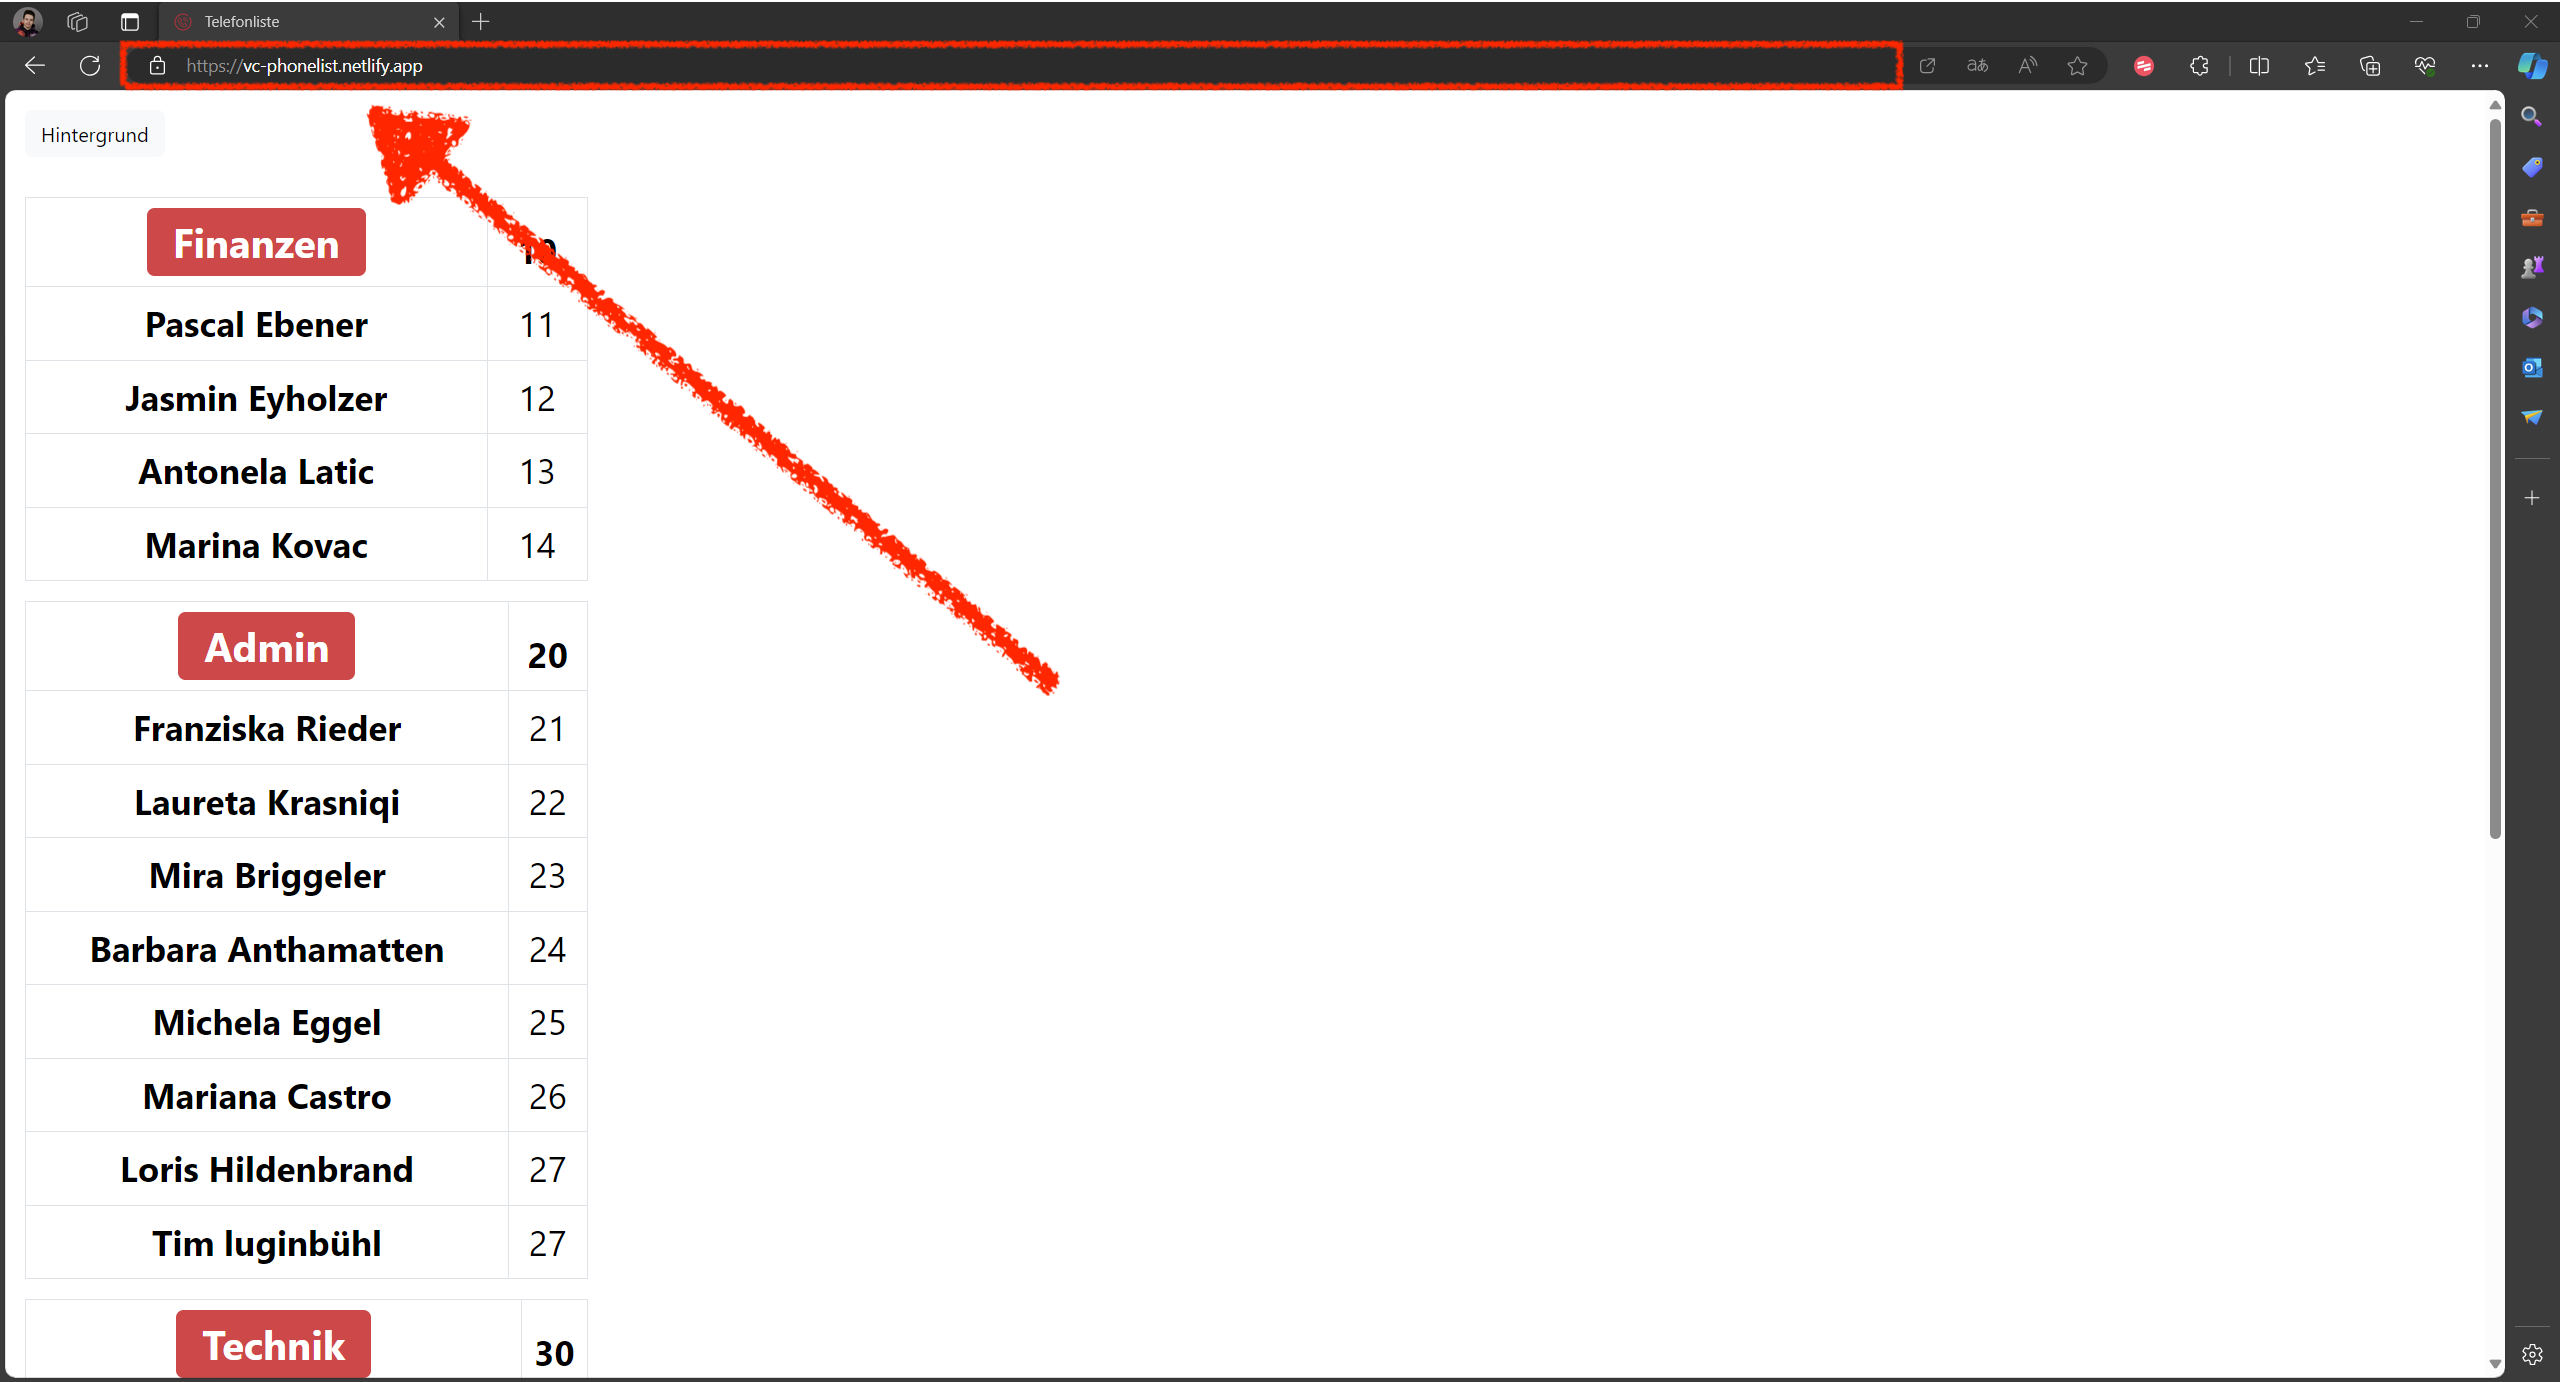 Telefonliste
https://vc-phonelist.netlify.app
Hintergrund
Finanzen
Pascal Ebener 11
Jasmin Eyholzer 12
Antonela Latic 13
Marina Kovac 14
Admin 20
Franziska Rieder 21
Laureta Krasniqi 22
Mira Briggeler 23
Barbara Anthamatten 24
Michela Eggel 25
Mariana Castro 26
Loris Hildenbrand 27
Tim luginbühl 27
Technik 30